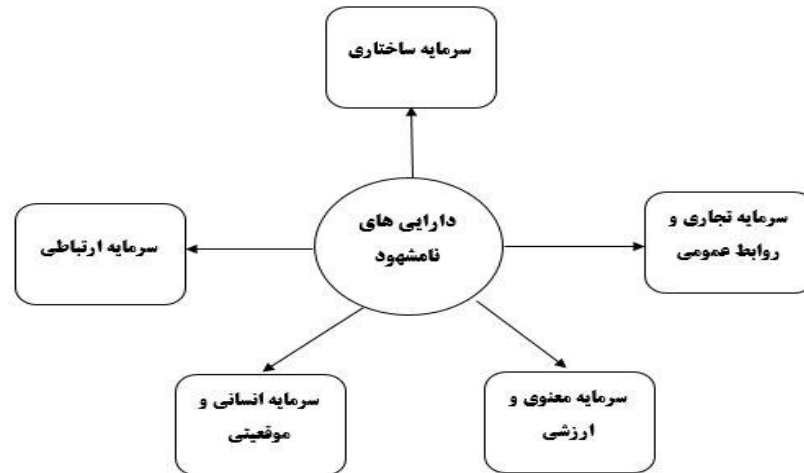 سرمایه ساختاری
دارایی های
نامشهود
سرمایه تجاری و
روابط عمومی
سرمایه ارتباطی
سرمایه انسانی و
موقعیتی
سرمایه معنوی و
ارزشی